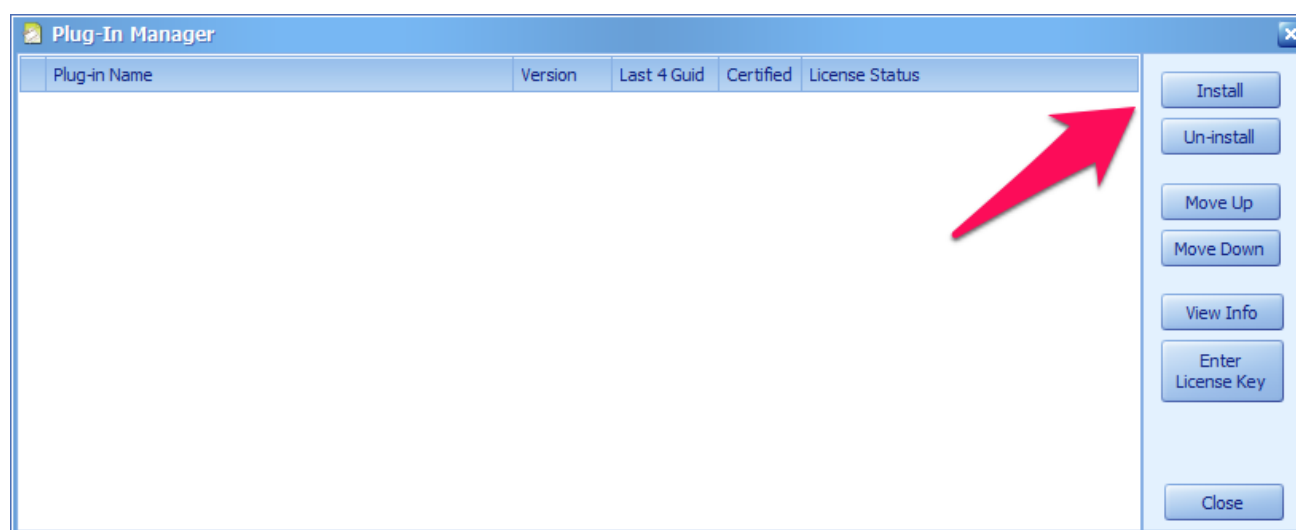 Plug-In Manager
Plug-in Name Version Last 4 Guid Certified License Status
Install
Un-install
Move Up
Move Down
View Info
Enter
License Key
Close